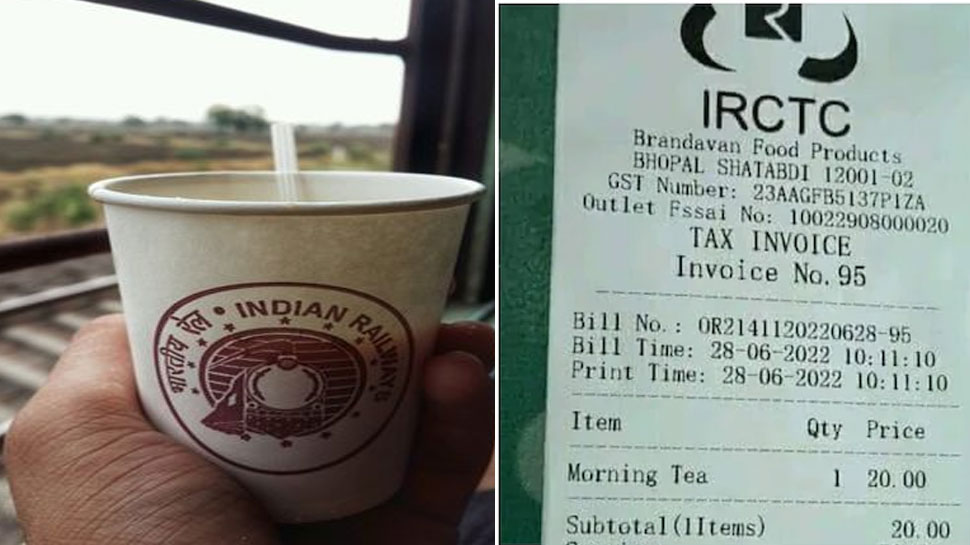 भारतीय रेल • INDIAN RAILWAYS
IRCTC
Brandavan Food Products
BHOPAL SHATABDI 12001-02
GST Number: 23AAGFB5137P1ZA
Outlet Fssai No: 10022908000020
TAX INVOICE
Invoice No. 95
Bill No.: OR2141120220628-95
Bill Time: 28-06-2022 10:11:10
Print Time: 28-06-2022 10:11:10
Item Qty Price
Morning Tea 1 20.00
Subtotal(1Items) 20.00